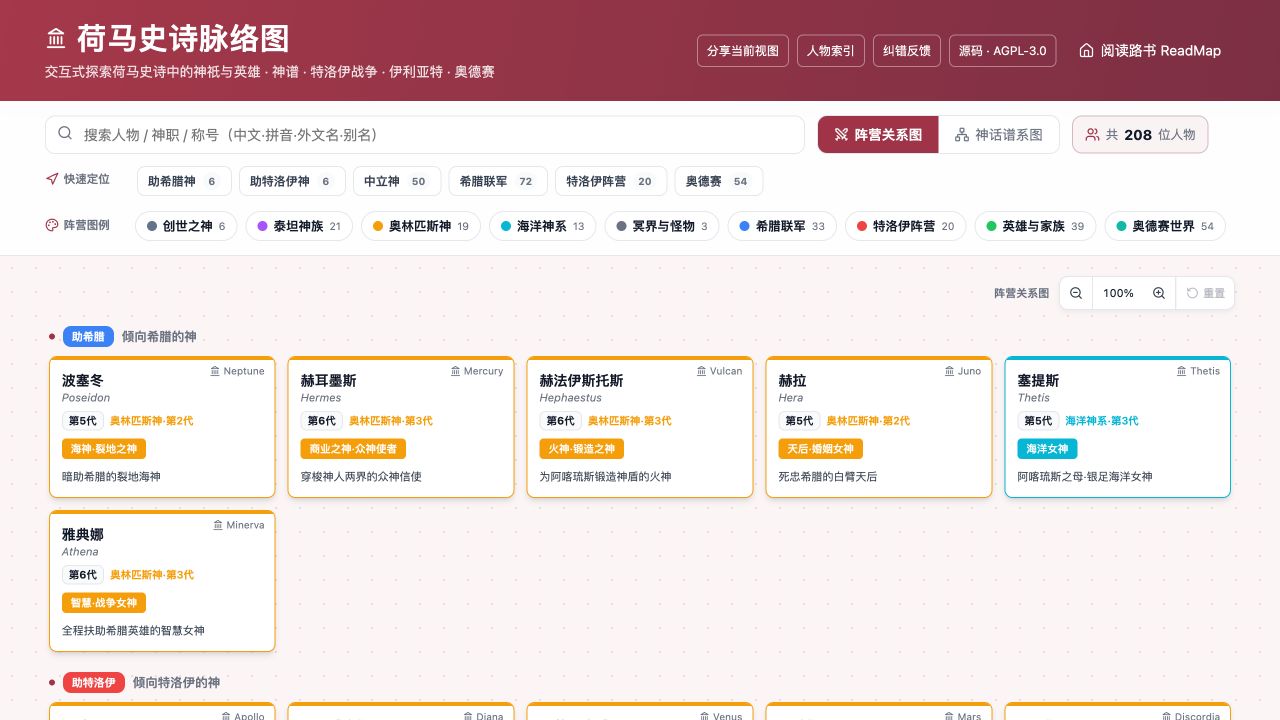 荷马史诗脉络图
交互式探索荷马史诗中的神祇与英雄 · 神谱 · 特洛伊战争 · 伊利亚特 · 奥德赛
分享当前视图
人物索引
纠错反馈
源码 · AGPL-3.0
阅读路书 ReadMap
搜索人物 / 神职 / 称号（中文·拼音·外文名·别名）
阵营关系图
神话谱系图
共 208 位人物
快速定位
助希腊神 6
助特洛伊神 6
中立神 50
希腊联军 72
特洛伊阵营 20
奥德赛 54
阵营图例
创世之神 6
泰坦神族 21
奥林匹斯神 19
海洋神系 13
冥界与怪物 3
希腊联军 33
特洛伊阵营 20
英雄与家族 39
奥德赛世界 54
阵营关系图
100%
重置
助希腊 倾向希腊的神
Neptune
波塞冬
Poseidon
第5代 奥林匹斯神·第2代
海神·裂地之神
暗助希腊的裂地海神
Mercury
赫耳墨斯
Hermes
第6代 奥林匹斯神·第3代
商业之神·众神使者
穿梭神人两界的众神信使
Vulcan
赫法伊斯托斯
Hephaestus
第6代 奥林匹斯神·第3代
火神·锻造之神
为阿喀琉斯锻造神盾的火神
Juno
赫拉
Hera
第5代 奥林匹斯神·第2代
天后·婚姻女神
死忠希腊的白臂天后
Thetis
塞提斯
Thetis
第5代 海洋神系·第3代
海洋女神
阿喀琉斯之母·银足海洋女神
Minerva
雅典娜
Athena
第6代 奥林匹斯神·第3代
智慧·战争女神
全程扶助希腊英雄的智慧女神
助特洛伊 倾向特洛伊的神
Apollo
Diana
Venus
Mars
Discordia